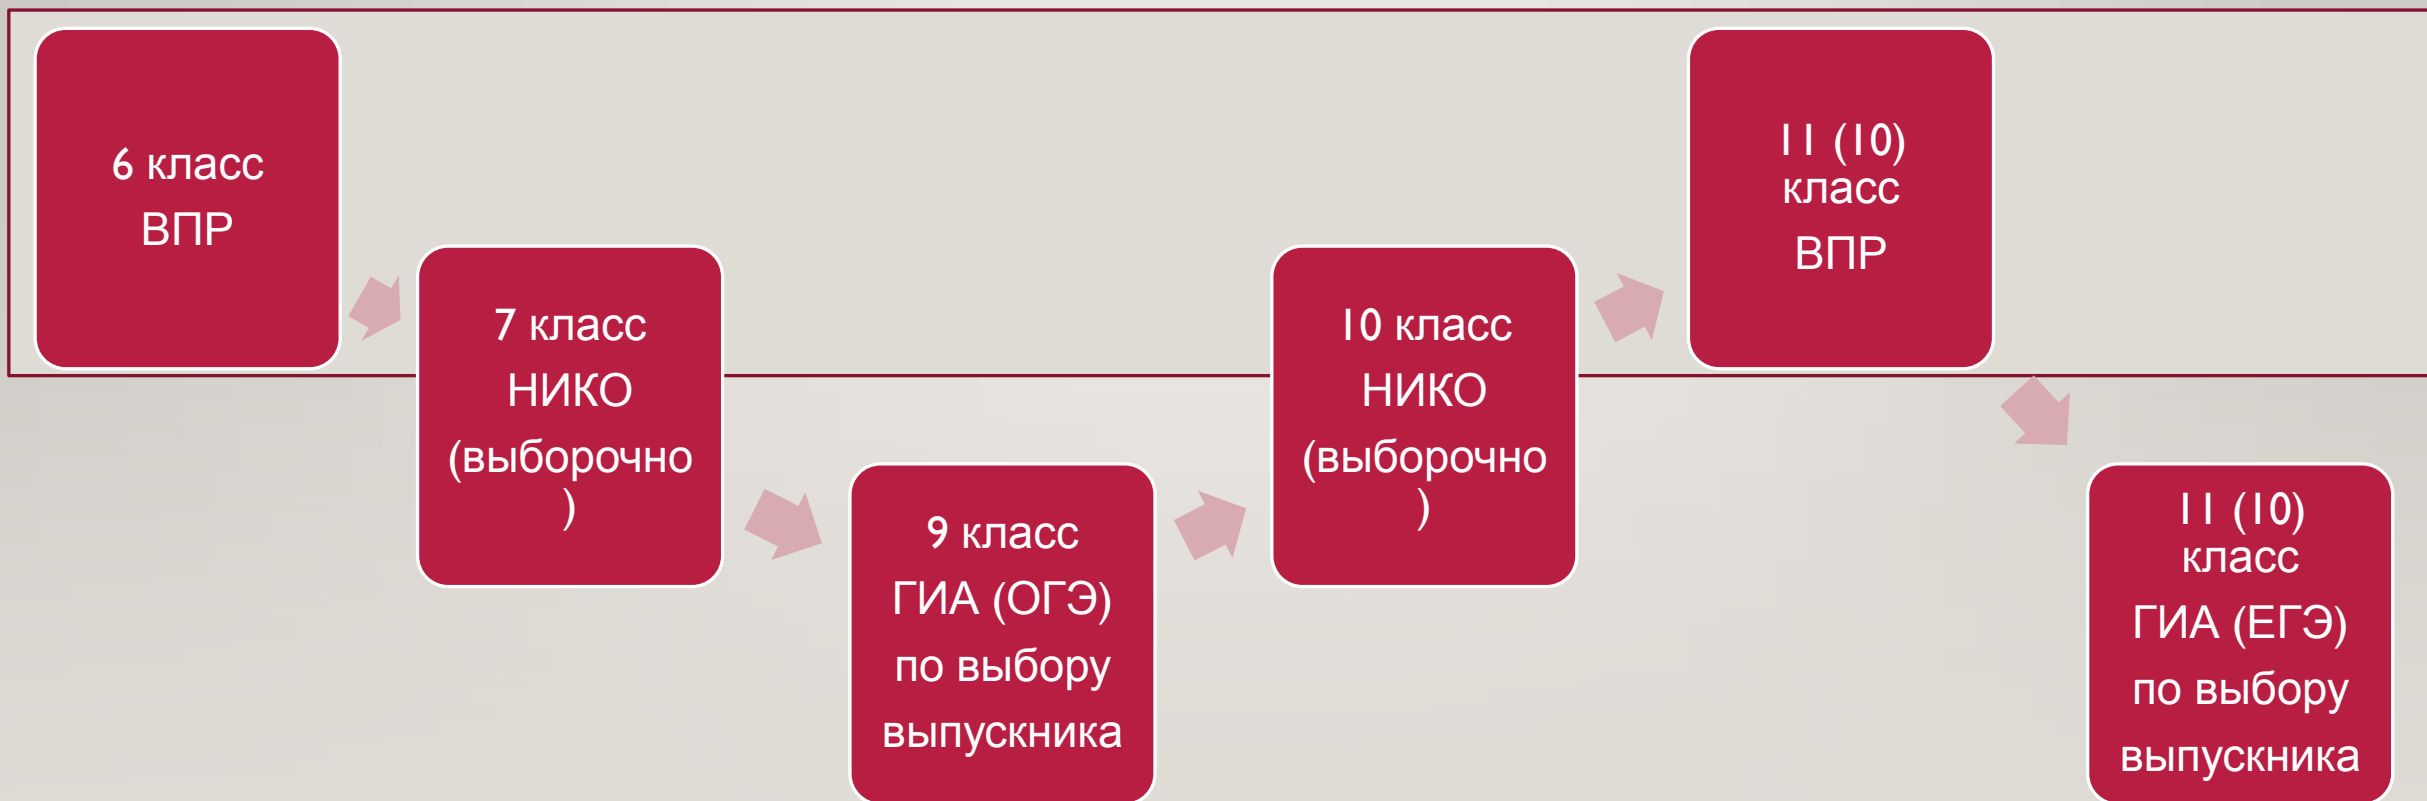 6 класс
ВПР
7 класс
НИКО
(выборочно
)
9 класс
ГИА (ОГЭ)
по выбору
выпускника
10 класс
НИКО
(выборочно
)
11 (10)
класс
ВПР
11 (10)
класс
ГИА (ЕГЭ)
по выбору
выпускника